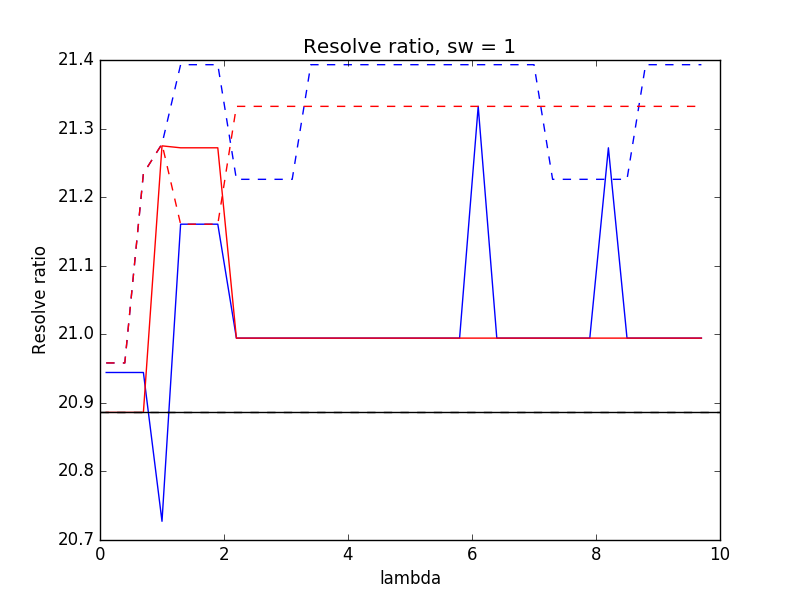 Resolve ratio, sw = 1
21.4
21.3
21.2
21.1
21.0
20.9
20.8
20.7
Resolve ratio
0 2 4 6 8 10
lambda